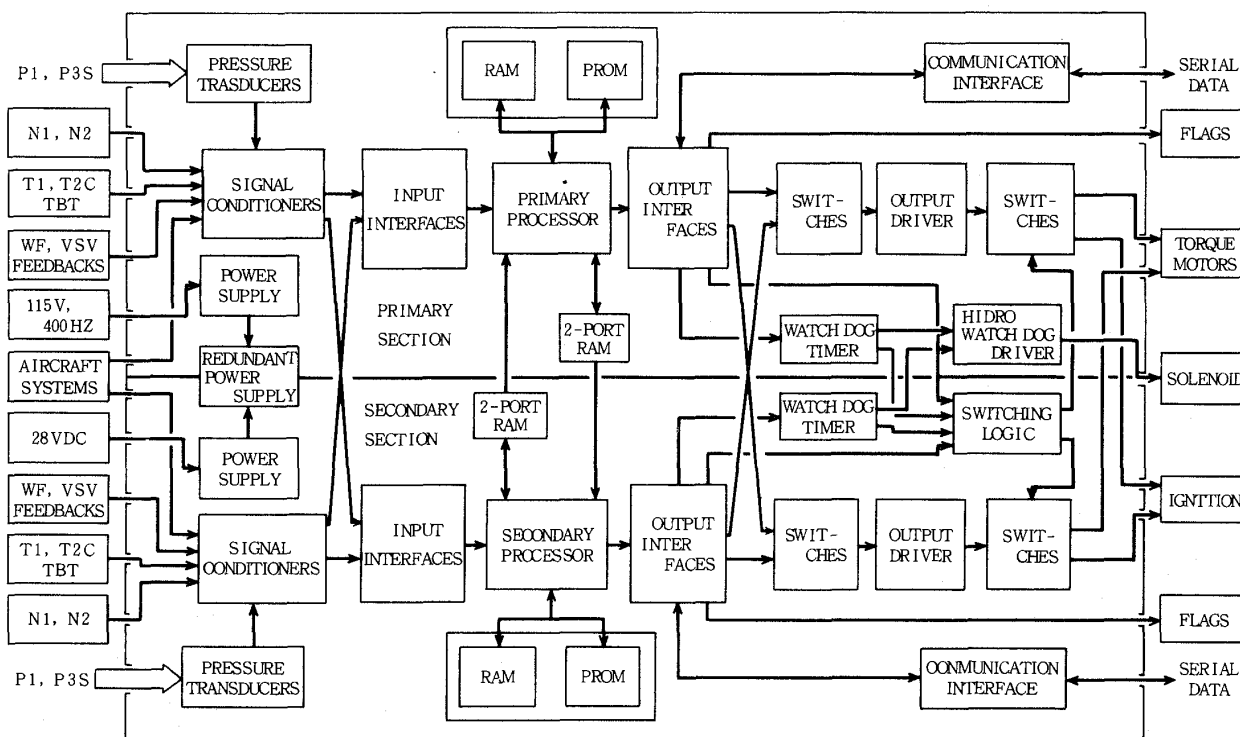 P1, P3S
PRESSURE
TRASDUCERS
RAM
PROM
COMMUNICATION
INTERFACE
SERIAL
DATA
N1, N2
FLAGS
T1, T2C
TBT
SIGNAL
CONDITIONERS
INPUT
INTERFACES
PRIMARY
PROCESSOR
OUTPUT
INTER
FACES
SWIT-
CHES
OUTPUT
DRIVER
SWIT-
CHES
WF, VSV
FEEDBACKS
TORQUE
MOTORS
115V,
400HZ
POWER
SUPPLY
PRIMARY
SECTION
2-PORT
RAM
WATCH DOG
TIMER
HIDRO
WATCH DOG
DRIVER
AIRCRAFT
SYSTEMS
REDUNDANT
POWER
SUPPLY
SOLENOID
SECONDARY
SECTION
2-PORT
RAM
WATCH DOG
TIMER
SWITCHING
LOGIC
28VDC
POWER
SUPPLY
WF, VSV
FEEDBACKS
IGNTTION
SIGNAL
CONDITIONERS
INPUT
INTERFACES
SECONDARY
PROCESSOR
OUTPUT
INTER
FACES
SWIT-
CHES
OUTPUT
DRIVER
SWIT-
CHES
T1, T2C
TBT
N1, N2
FLAGS
P1, P3S
PRESSURE
TRANSDUCERS
RAM
PROM
CONMUNICATION
INTERFACE
SERIAL
DATA